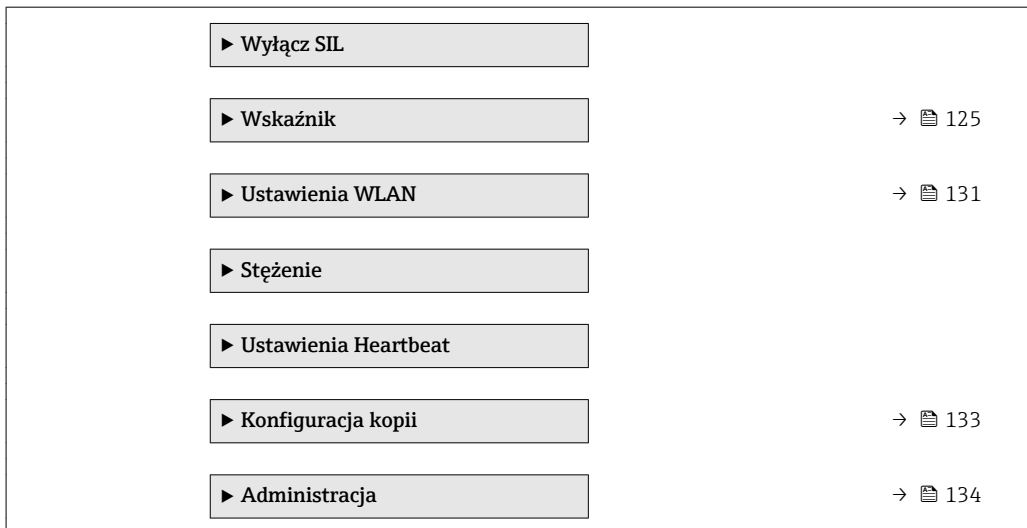 ▶ Wyłącz SIL
▶ Wskaźnik → 125
▶ Ustawienia WLAN → 131
▶ Stężenie
▶ Ustawienia Heartbeat
▶ Konfiguracja kopii → 133
▶ Administracja → 134